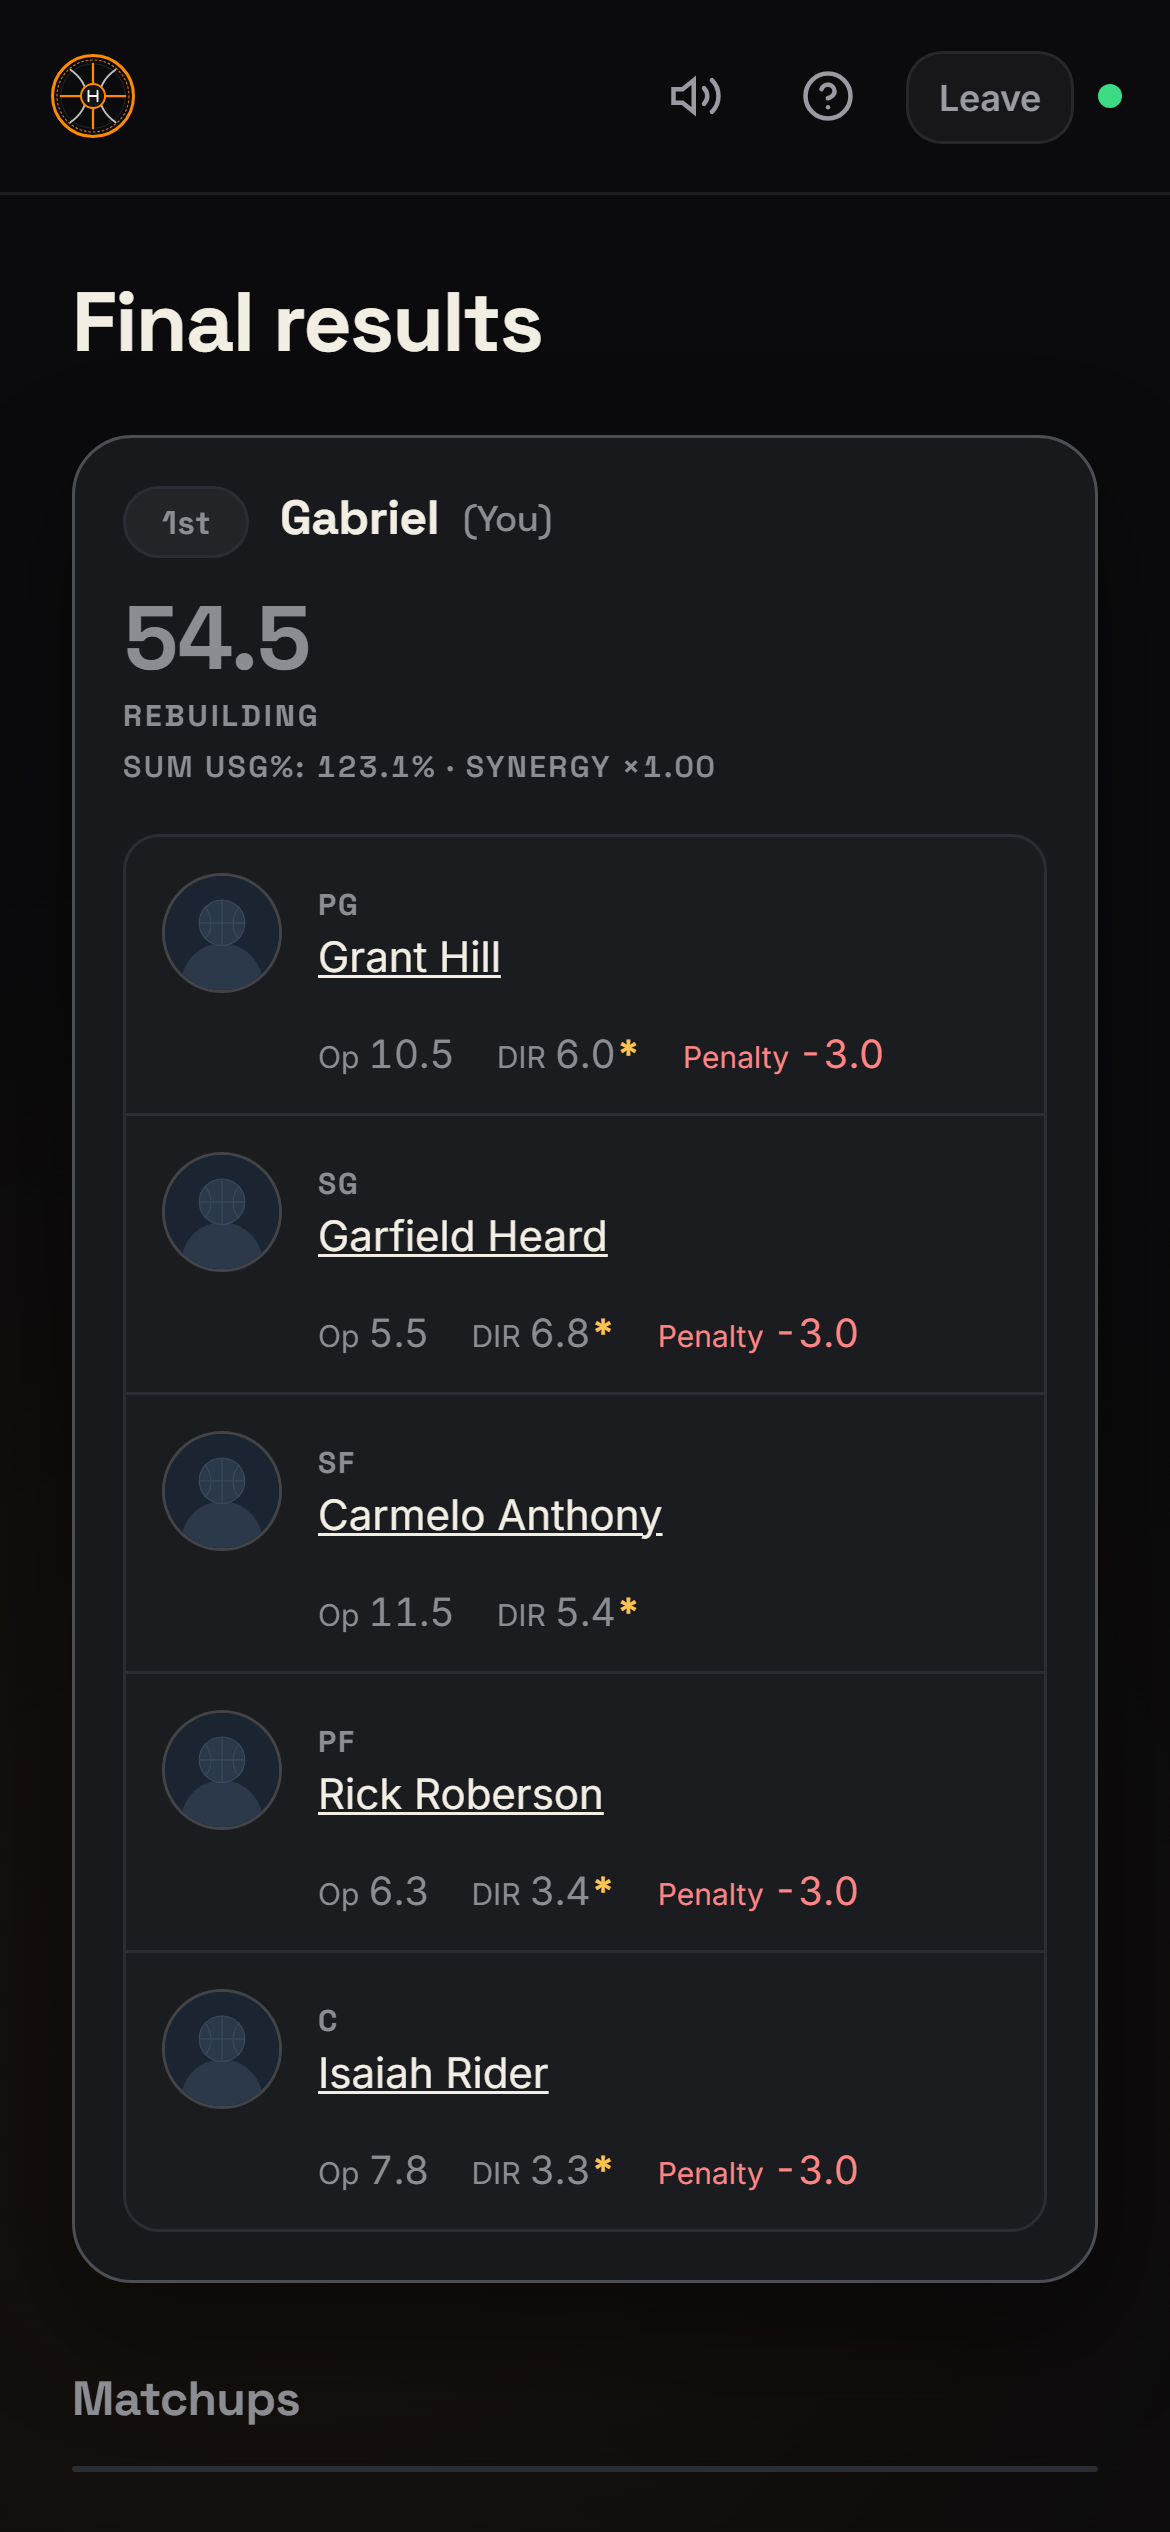 H
Leave
Final results
1st Gabriel (You)
54.5
REBUILDING
SUM USG%: 123.1% · SYNERGY ×1.00
PG
Grant Hill
Op 10.5 DIR 6.0* Penalty -3.0
SG
Garfield Heard
Op 5.5 DIR 6.8* Penalty -3.0
SF
Carmelo Anthony
Op 11.5 DIR 5.4*
PF
Rick Roberson
Op 6.3 DIR 3.4* Penalty -3.0
C
Isaiah Rider
Op 7.8 DIR 3.3* Penalty -3.0
Matchups